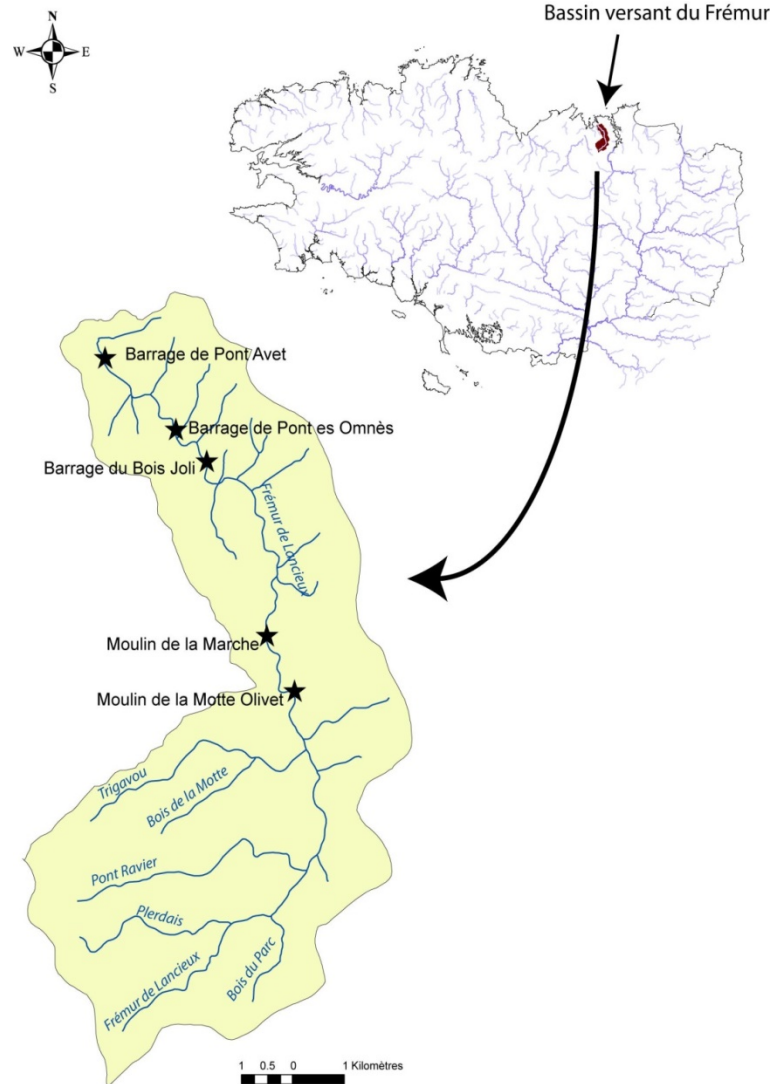 Bassin versant du Frémur
N
W E
S
Barrage de Pont Avet
Barrage de Pont es Omnès
Barrage du Bois Joli
Frémur de Lancieux
Moulin de la Marche
Moulin de la Motte Olivet
Trigavou
Bois de la Motte
Pont Ravier
Plerdais
Frémur de Lancieux
Bois du Parc
1 0.5 0 1 Kilomètres